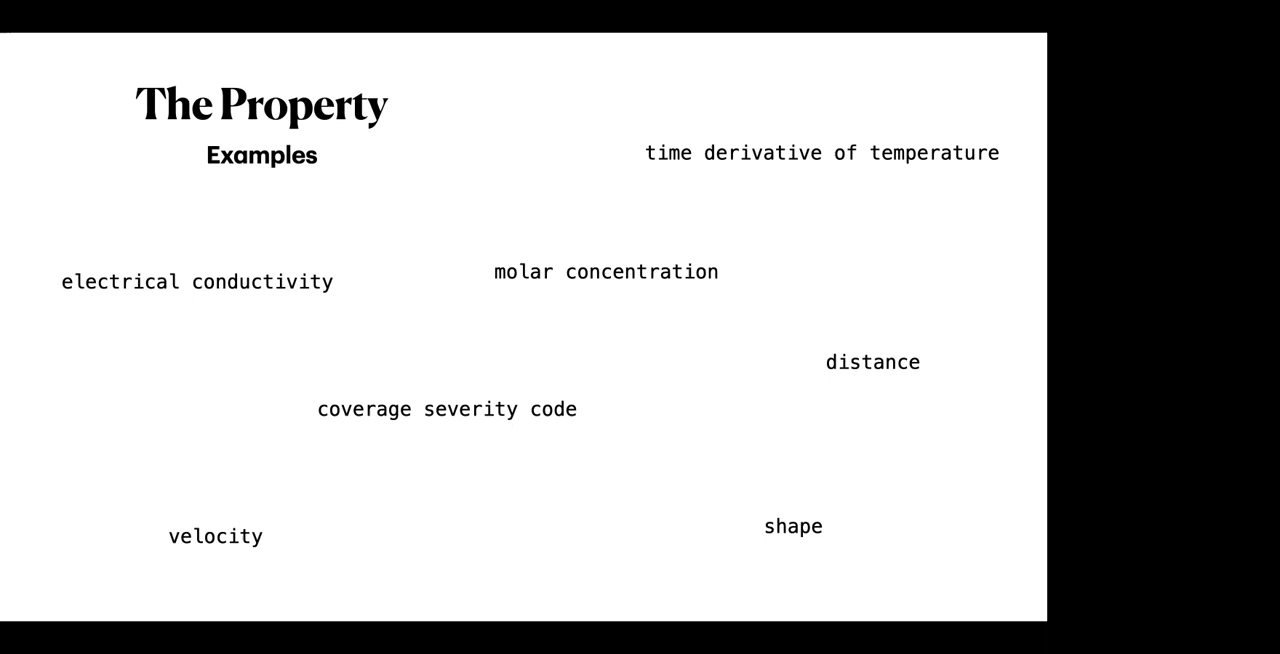 The Property
Examples
time derivative of temperature
electrical conductivity
molar concentration
distance
coverage severity code
velocity
shape